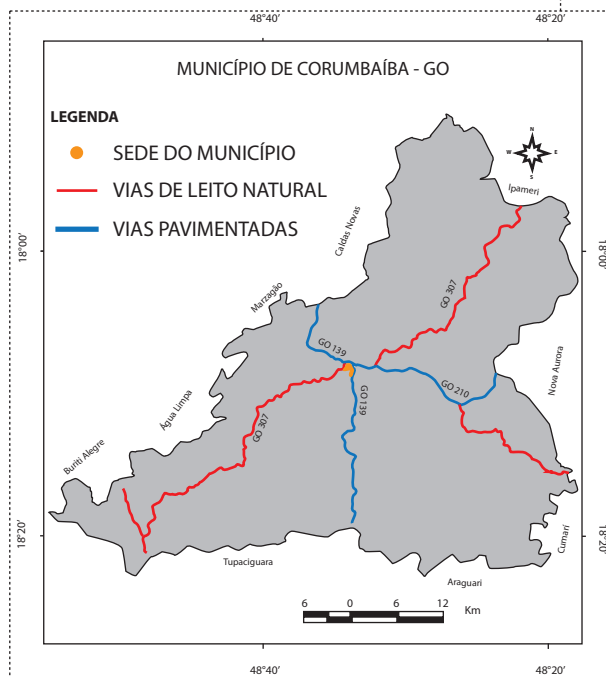 48°40'
48°20'
MUNICÍPIO DE CORUMBAÍBA - GO
LEGENDA
SEDE DO MUNICÍPIO
VIAS DE LEITO NATURAL
VIAS PAVIMENTADAS
N
W
E
S
Ipameri
Caldas Novas
18°00'
18°00'
Marzagão
GO 307
GO 139
GO 210
Nova Aurora
GO 139
Água Limpa
GO 307
Buriti Alegre
18°20'
18°20'
Cumarí
Tupaciguara
Araguari
6
0
6
12
Km
48°40'
48°20'